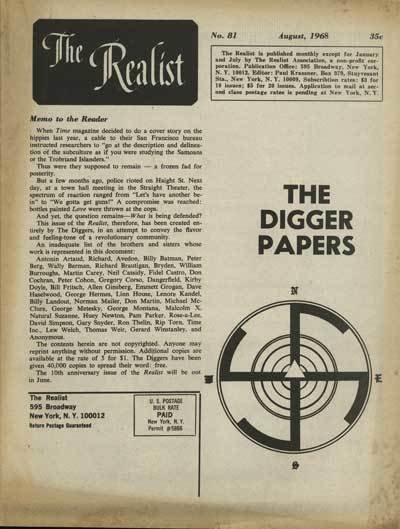 The Realist
No. 81 August, 1968 35c
The Realist is published monthly except for January
and July by The Realist Association, a non-profit cor-
poration. Publication Office: 595 Broadway, New York,
N. Y. 10012. Editor: Paul Krassner, Box 379, Stuyvesant
Sta., New York, N. Y. 10009. Subscribtion rates: $3 for
10 issues; $5 for 20 issues. Application to mail at sec-
ond class postage rates is pending at New York, N. Y.
Memo to the Reader
When Time magazine decided to do a cover story on the
hippies last year, a cable to their San Francisco bureau
instructed researchers to "go at the description and delinea-
tion of the subculture as if you were studying the Samoans
or the Trobriand Islanders."
Thus were they supposed to remain — a frozen fad for
posterity.
But a few months ago, police rioted on Haight St. Next
day, at a town hall meeting in the Straight Theater, the
spectrum of reaction ranged from "Let's have another be-
in" to "We gotta get guns!" A compromise was reached:
bottles painted Love were thrown at the cops.
And yet, the question remains—What is being defended?
This issue of the Realist, therefore, has been created en-
tirely by The Diggers, in an attempt to convey the flavor
and feeling-tone of a revolutionary community.
An inadequate list of the brothers and sisters whose
work is represented in this document:
Antonin Artaud, Richard, Avedon, Billy Batman, Peter
Berg, Wally Berman, Richard Brautigan, Bryden, William
Burroughs, Martin Carey, Neil Cassidy, Fidel Castro, Don
Cochran, Peter Cohon, Gregory Corso, Dangerfield, Kirby
Doyle, Bill Fritsch, Allen Ginsberg, Emmett Grogan, Dave
Haselwood, George Hermes, Linn House, Lenore Kandel,
Billy Landout, Norman Mailer, Don Martin, Michael Mc-
Clure, George Metesky, George Montana, Malcolm X,
Natural Suzanne, Huey Newton, Pam Parker, Rose-a-Lee,
David Simpson, Gary Snyder, Ron Thelin, Rip Torn, Time
Inc., Lew Welch, Thomas Weir, Gerard Winstanley, and
Anonymous.
The contents herein are not copyrighted. Anyone may
reprint anything without permission. Additional copies are
available at the rate of 5 for $1. The Diggers have been
given 40,000 copies to spread their word: free.
The 10th anniversary issue of the Realist will be out
in June.
THE
DIGGER
PAPERS
N
E
S
The Realist
595 Broadway
New York, N. Y. 100012
Return Postage Guaranteed
U. S. POSTAGE
BULK RATE
PAID
New York, N. Y.
Permit #5866